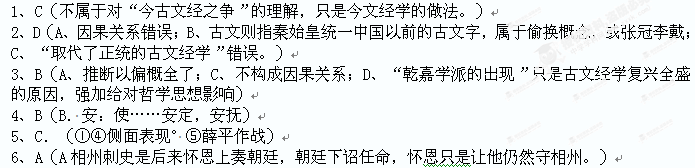 1、C（不属于对“今古文经之争”的理解，只是今文经学的做法。）
2、D（A、因果关系错误；B、古文则指秦始皇统一中国以前的古文字，属于偷换概念，或张冠李戴；
C、“取代了正统的古文经学”错误。）
3、B（A、推断以偏概全了；C、不构成因果关系；D、“乾嘉学派的出现”只是古文经学复兴全盛
的原因，强加给对哲学思想影响）
4、B（B.安：使……安定，安抚）
5、C．（①④侧面表现°⑤薛平作战）
6、A（A相州刺史是后来怀恩上奏朝廷，朝廷下诏任命，怀恩只是让他仍然守相州。）